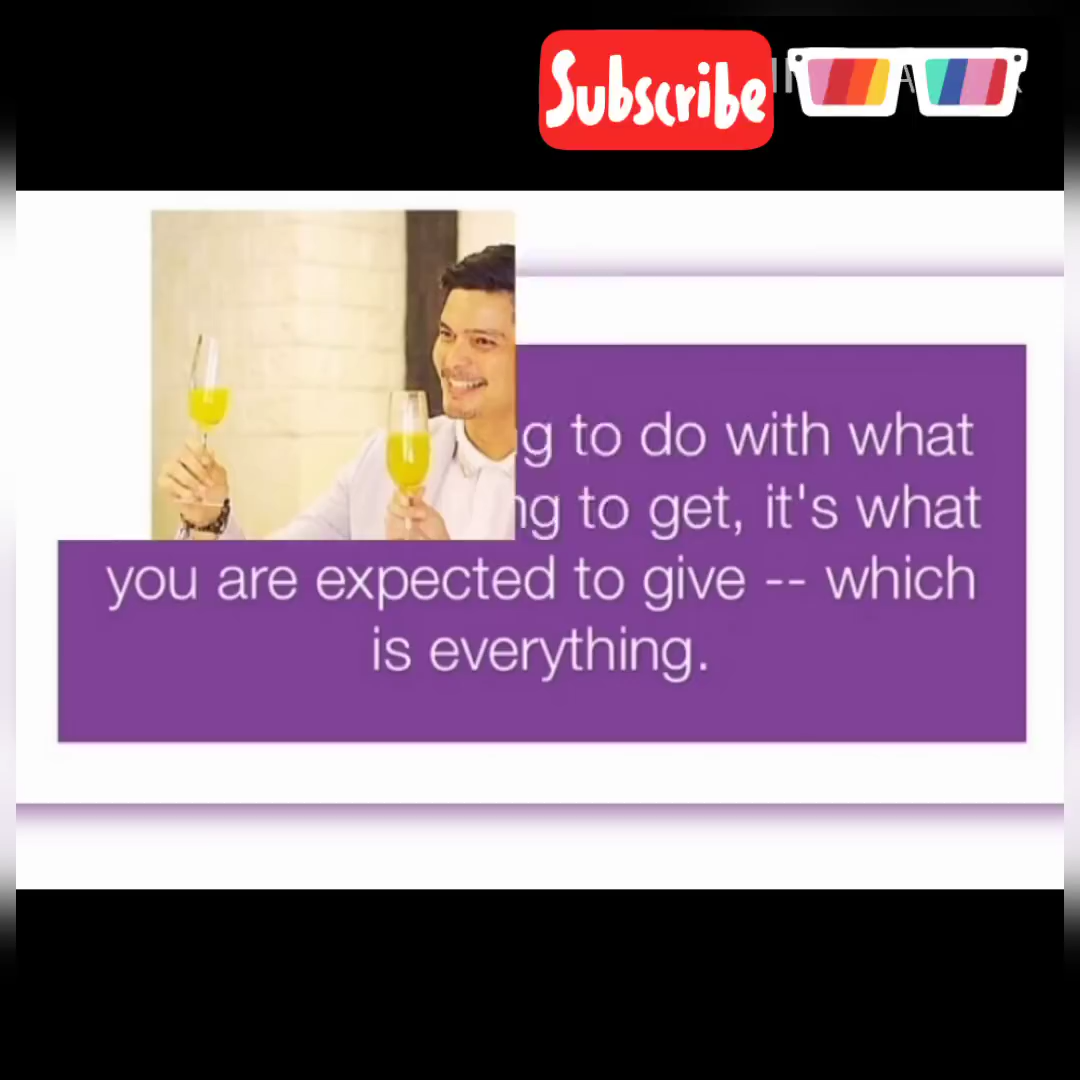 Subscribe
g to do with what
ng to get, it's what
you are expected to give -- which
is everything.